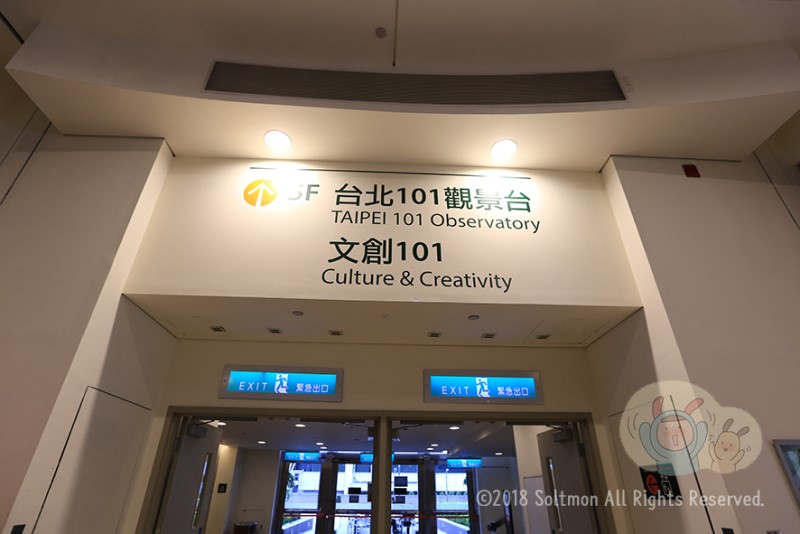 5F 台北101觀景台
TAIPEI 101 Observatory
文創101
Culture & Creativity
EXIT 緊急出口
EXIT 緊急出口
©2018 Soltmon All Rights Reserved.